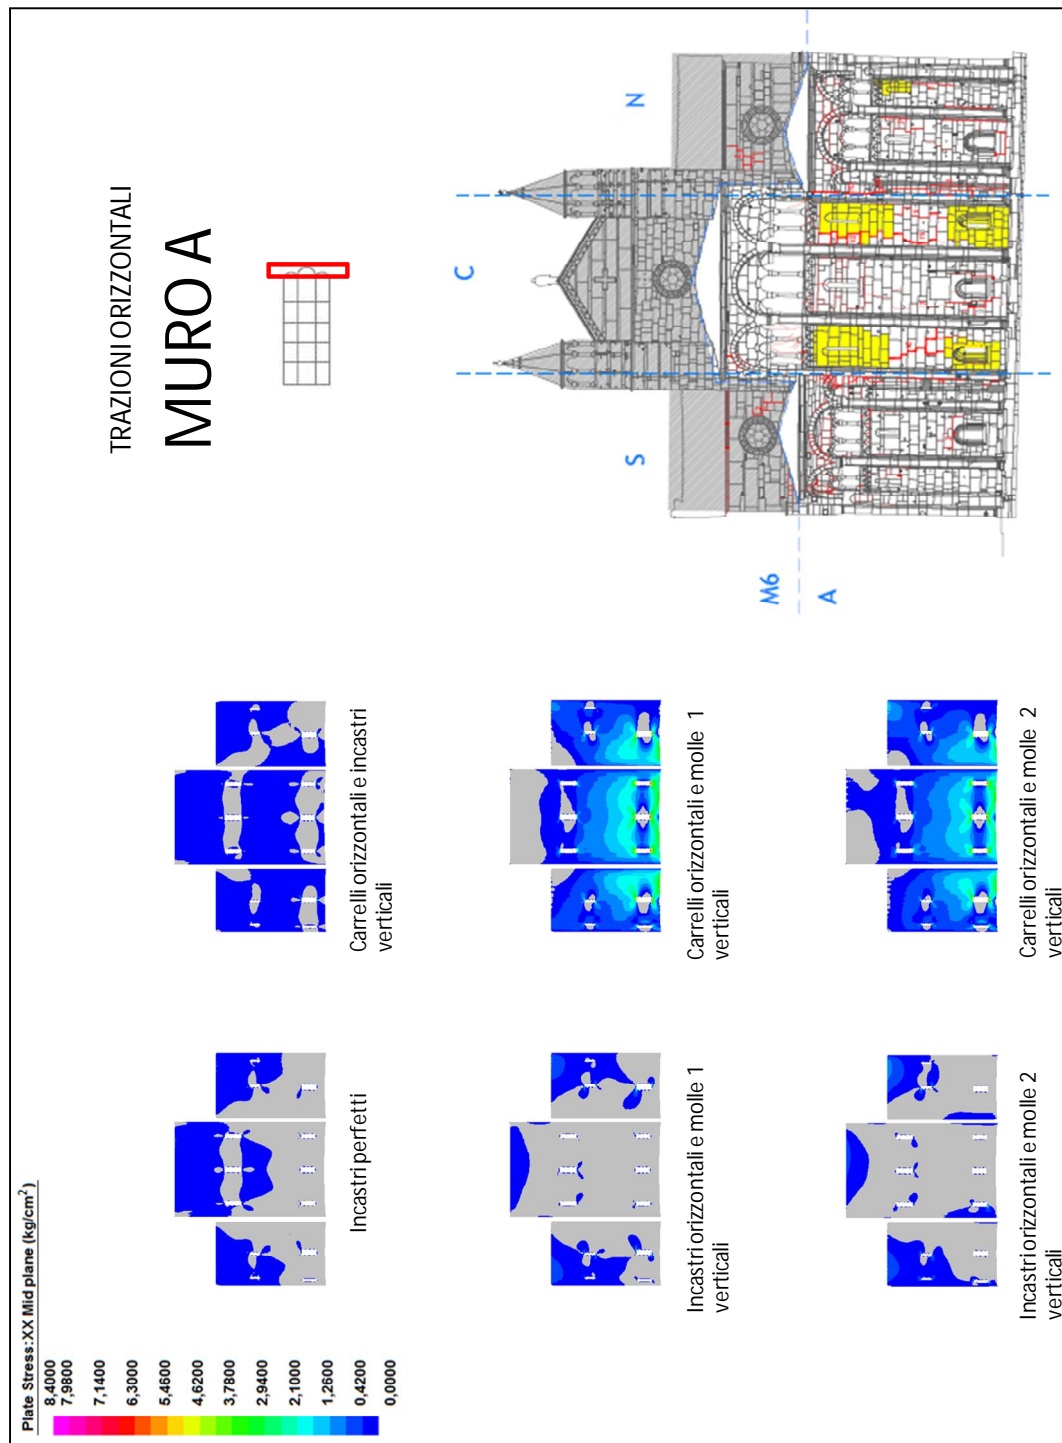 TRAZIONI ORIZZONTALI
MURO A
Plate Stress:XX Mid plane (kg/cm²)
8,4000
7,9800
7,1400
6,3000
5,4600
4,6200
3,7800
2,9400
2,1000
1,2600
0,4200
0,0000
Incastri perfetti
Carrelli orizzontali e incastri
verticali
Incastri orizzontali e molle 1
verticali
Carrelli orizzontali e molle 1
verticali
Incastri orizzontali e molle 2
verticali
Carrelli orizzontali e molle 2
verticali
S
C
N
M6
A